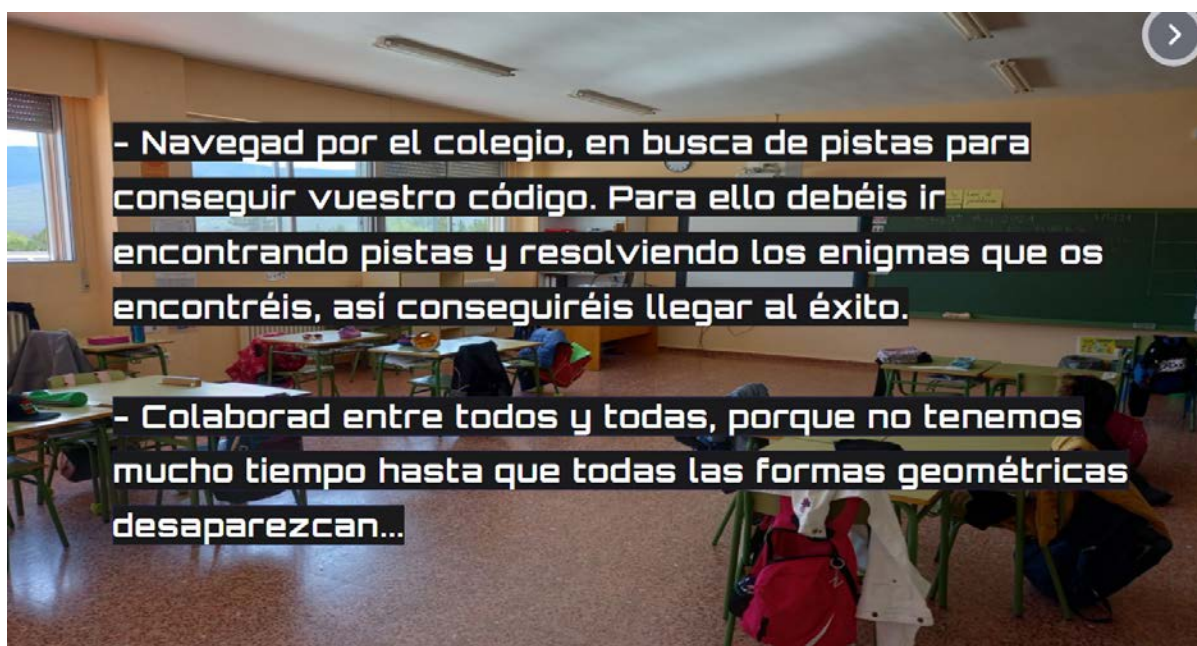 - Navegad por el colegio, en busca de pistas para
conseguir vuestro código. Para ello debéis ir
encontrando pistas y resolviendo los enigmas que os
encontréis, así conseguiréis llegar al éxito.
- Colaborad entre todos y todas, porque no tenemos
mucho tiempo hasta que todas las formas geométricas
desaparezcan...